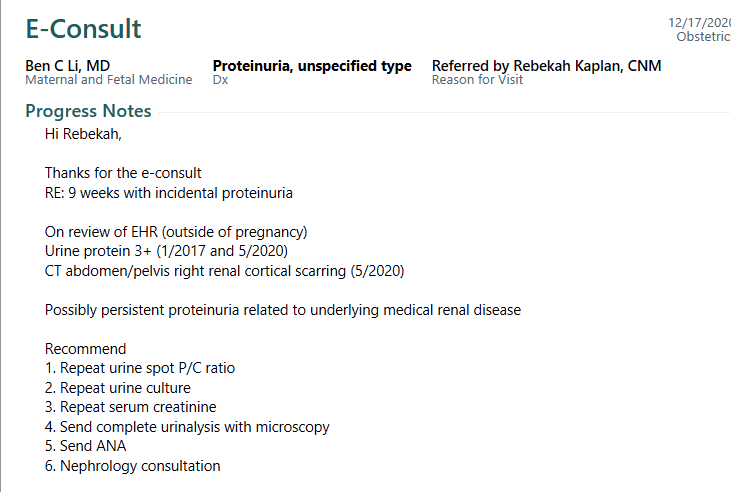 E-Consult
12/17/2020
Obstetrics
Ben C Li, MD
Proteinuria, unspecified type
Referred by Rebekah Kaplan, CNM
Maternal and Fetal Medicine
Dx
Reason for Visit
Progress Notes
Hi Rebekah,
Thanks for the e-consult
RE: 9 weeks with incidental proteinuria
On review of EHR (outside of pregnancy)
Urine protein 3+ (1/2017 and 5/2020)
CT abdomen/pelvis right renal cortical scarring (5/2020)
Possibly persistent proteinuria related to underlying medical renal disease
Recommend
1. Repeat urine spot P/C ratio
2. Repeat urine culture
3. Repeat serum creatinine
4. Send complete urinalysis with microscopy
5. Send ANA
6. Nephrology consultation